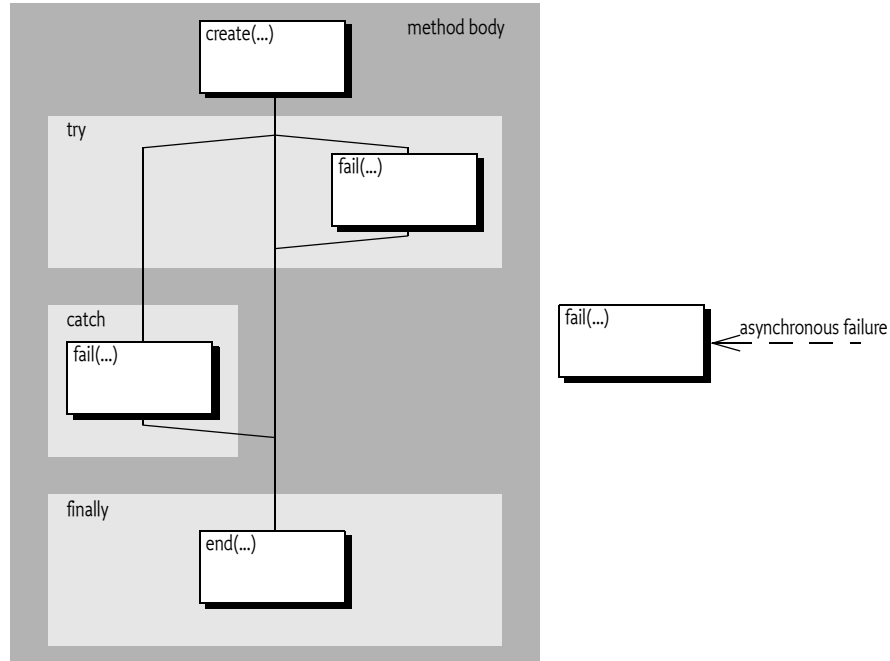 create(...)
method body
try
fail(...)
catch
fail(...)
fail(...)
asynchronous failure
finally
end(...)